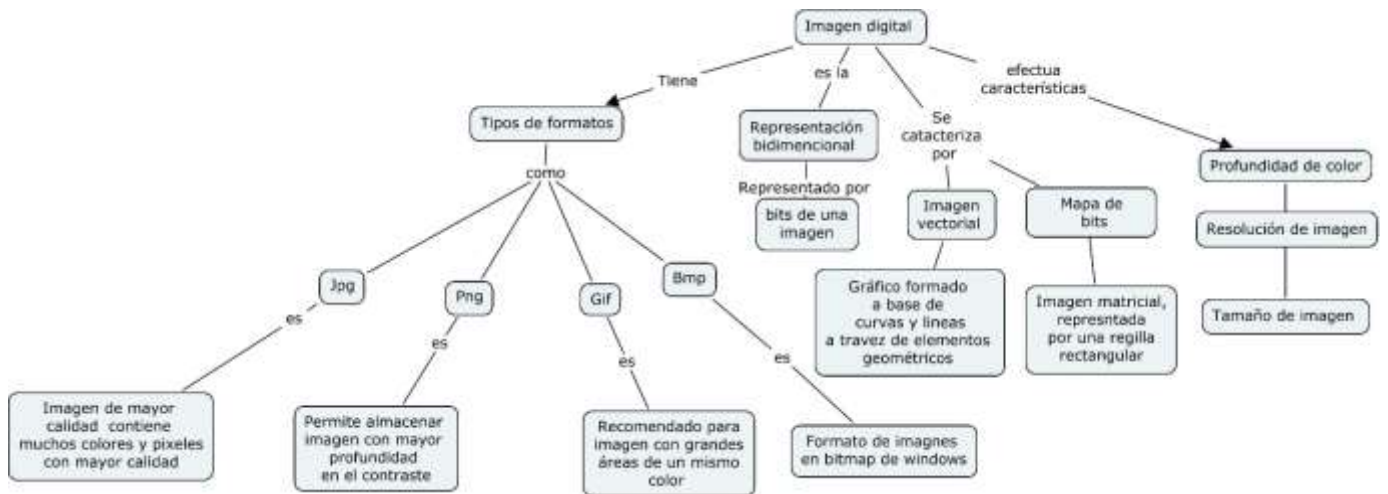 Imagen digital
Tiene
es la
efectua
características
Se
catacteriza
por
Tipos de formatos
como
Representación
bidimencional
Representado por
bits de una
imagen
Imagen
vectorial
Mapa de
bits
Profundidad de color
Resolución de imagen
Tamaño de imagen
Gráfico formado
a base de
curvas y lineas
a travez de elementos
geométricos
Imagen matricial,
represntada
por una regilla
rectangular
Jpg
Png
Gif
Bmp
es
es
es
es
Imagen de mayor
calidad contiene
muchos colores y pixeles
con mayor calidad
Permite almacenar
imagen con mayor
profundidad
en el contraste
Recomendado para
imagen con grandes
áreas de un mismo
color
Formato de imagnes
en bitmap de windows